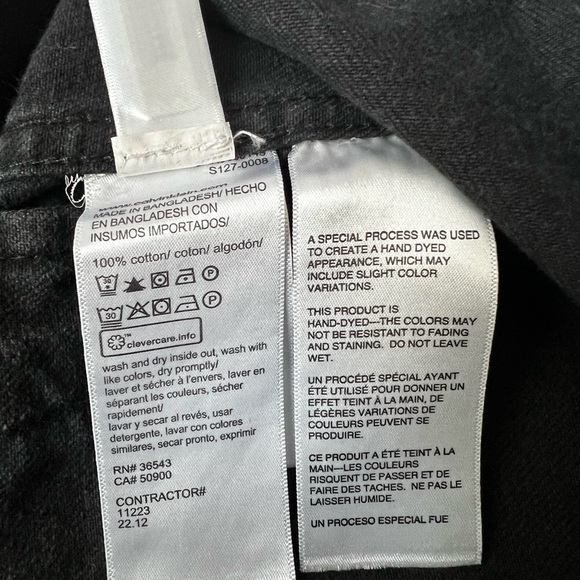 S127-0008
www.calvinklein.com
MADE IN BANGLADESH/ HECHO
EN BANGLADESH CON
INSUMOS IMPORTADOS/
100% cotton/ coton/ algodón/
30
P
30
P
clevercare.info
wash and dry inside out, wash with
like colors, dry promptly/
laver et sécher à l'envers, laver en
séparant les couleurs, sécher
rapidement/
lavar y secar al revés, usar
detergente, lavar con colores
similares, secar pronto, exprimir
RN# 36543
CA# 50900
CONTRACTOR#
11223
22.12
A SPECIAL PROCESS WAS USED
TO CREATE A HAND DYED
APPEARANCE, WHICH MAY
INCLUDE SLIGHT COLOR
VARIATIONS.
THIS PRODUCT IS
HAND-DYED---THE COLORS MAY
NOT BE RESISTANT TO FADING
AND STAINING. DO NOT LEAVE
WET.
UN PROCÉDÉ SPÉCIAL AYANT
ÉTÉ UTILISÉ POUR DONNER UN
EFFET TEINT À LA MAIN, DE
LÉGÈRES VARIATIONS DE
COULEURS PEUVENT SE
PRODUIRE.
CE PRODUIT A ÉTÉ TEINT À LA
MAIN---LES COULEURS
RISQUENT DE PASSER ET DE
FAIRE DES TACHES. NE PAS LE
LAISSER HUMIDE.
UN PROCESO ESPECIAL FUE